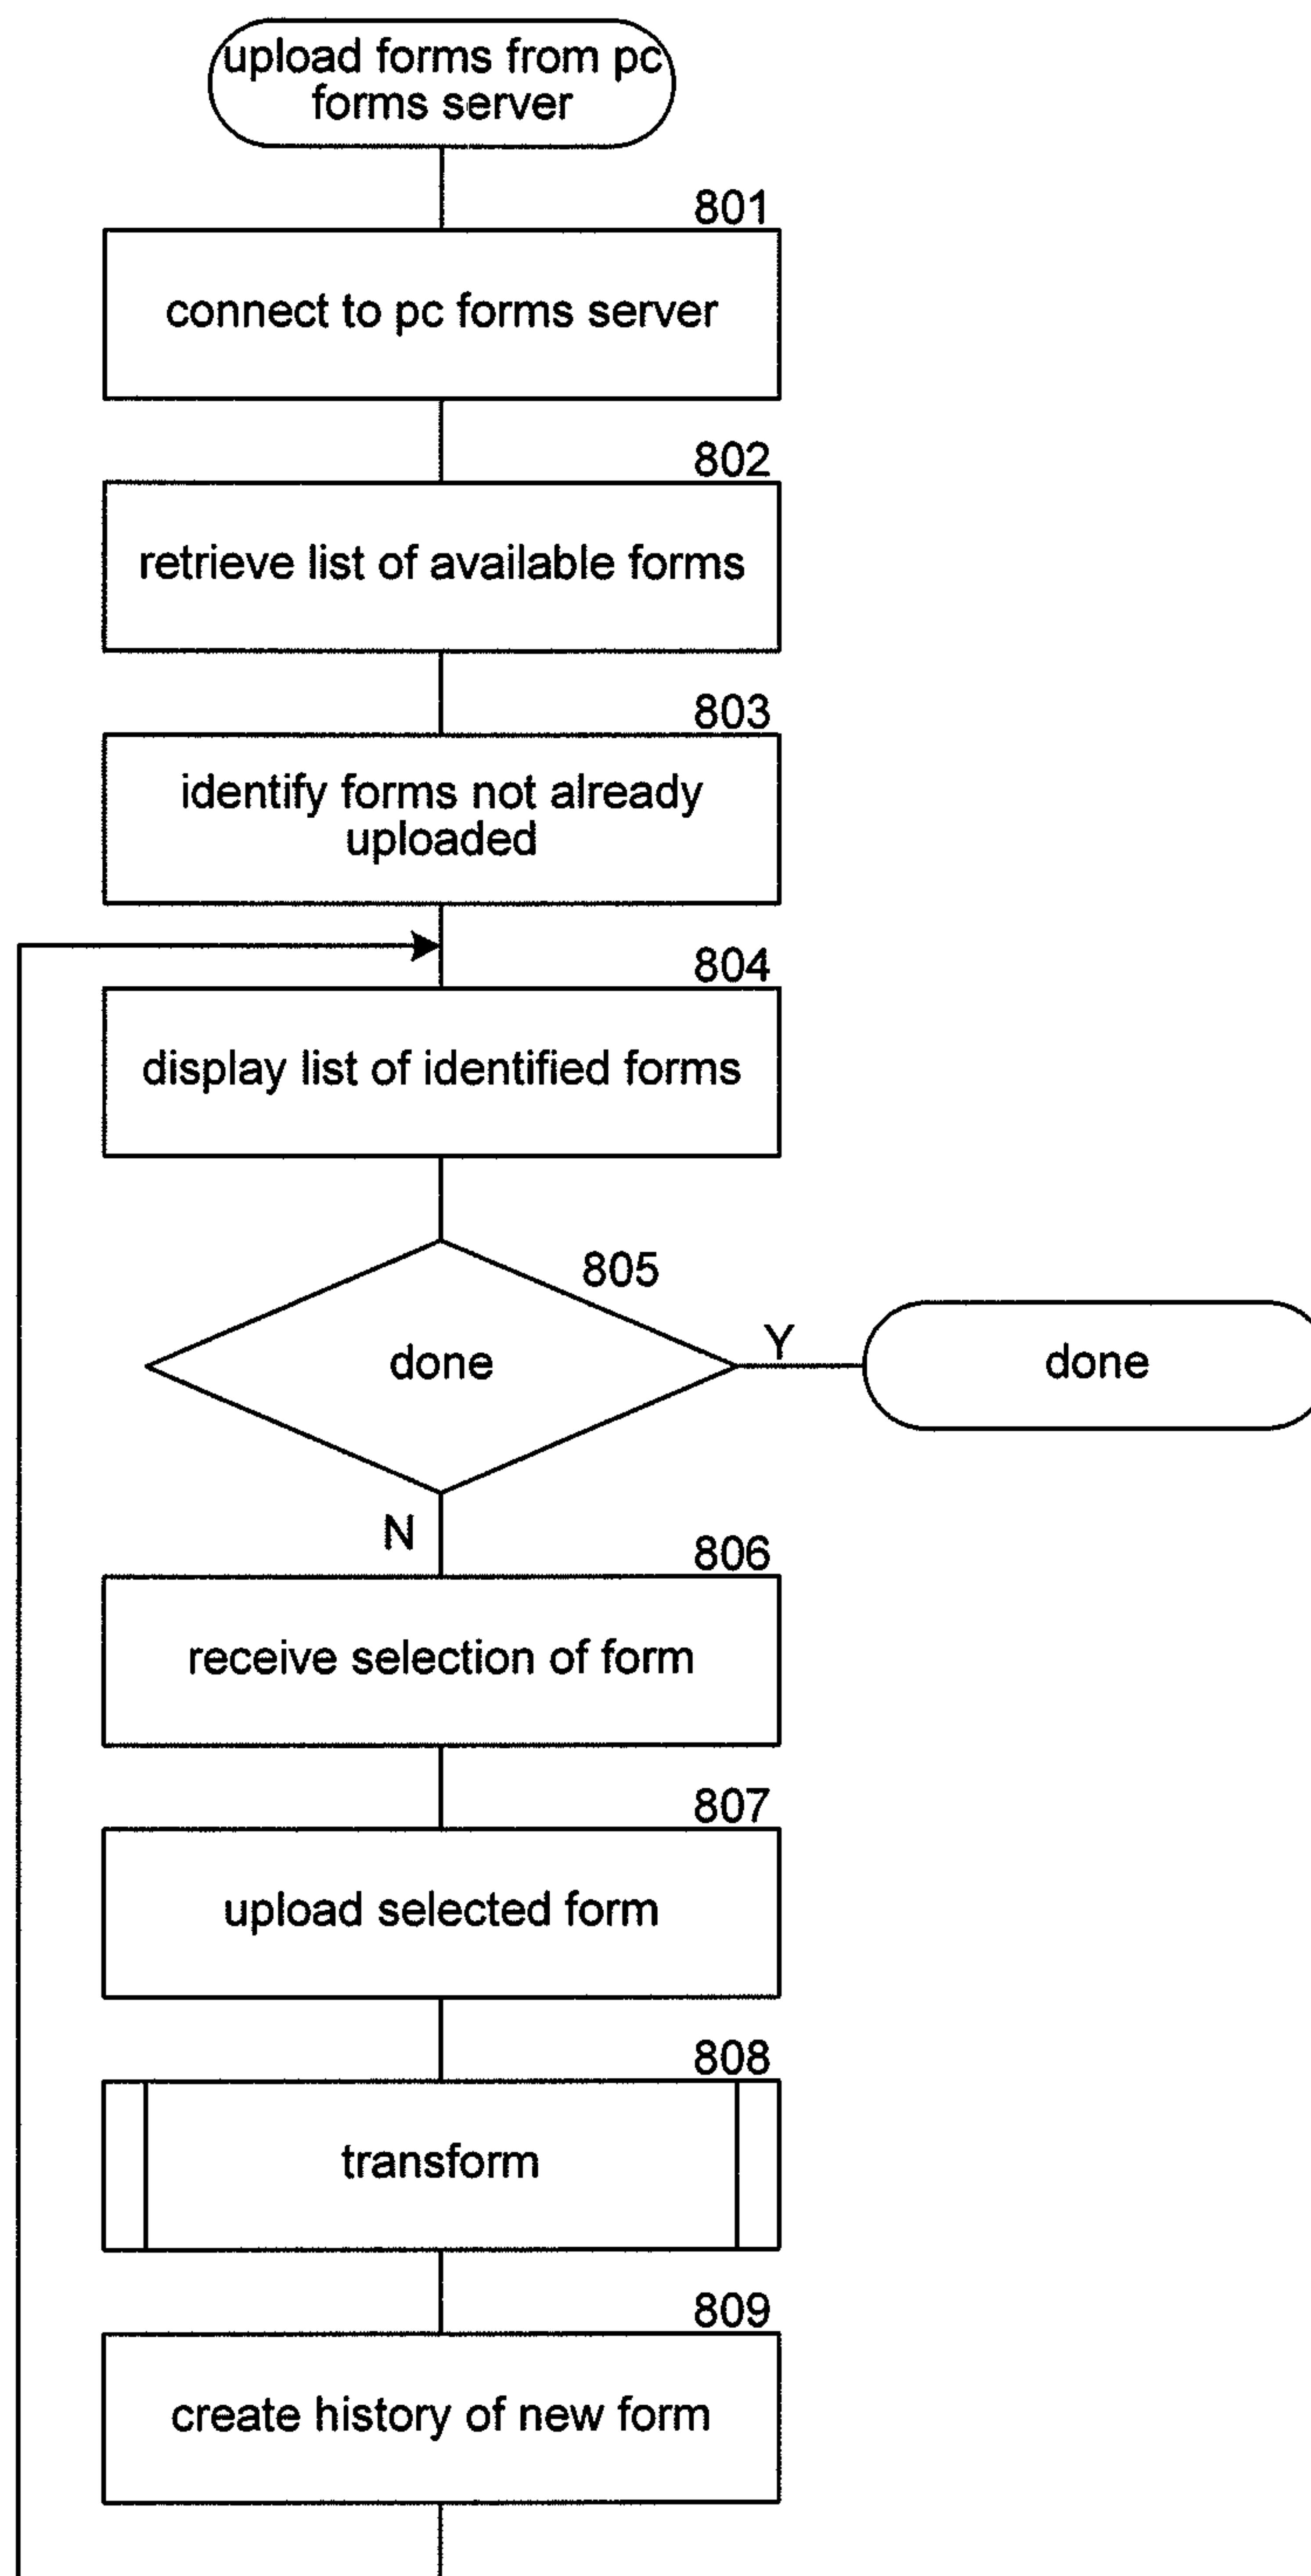 upload forms from pc
forms server
801
connect to pc forms server
802
retrieve list of available forms
803
identify forms not already
uploaded
804
display list of identified forms
805
done
Y
done
N
806
receive selection of form
807
upload selected form
808
transform
809
create history of new form